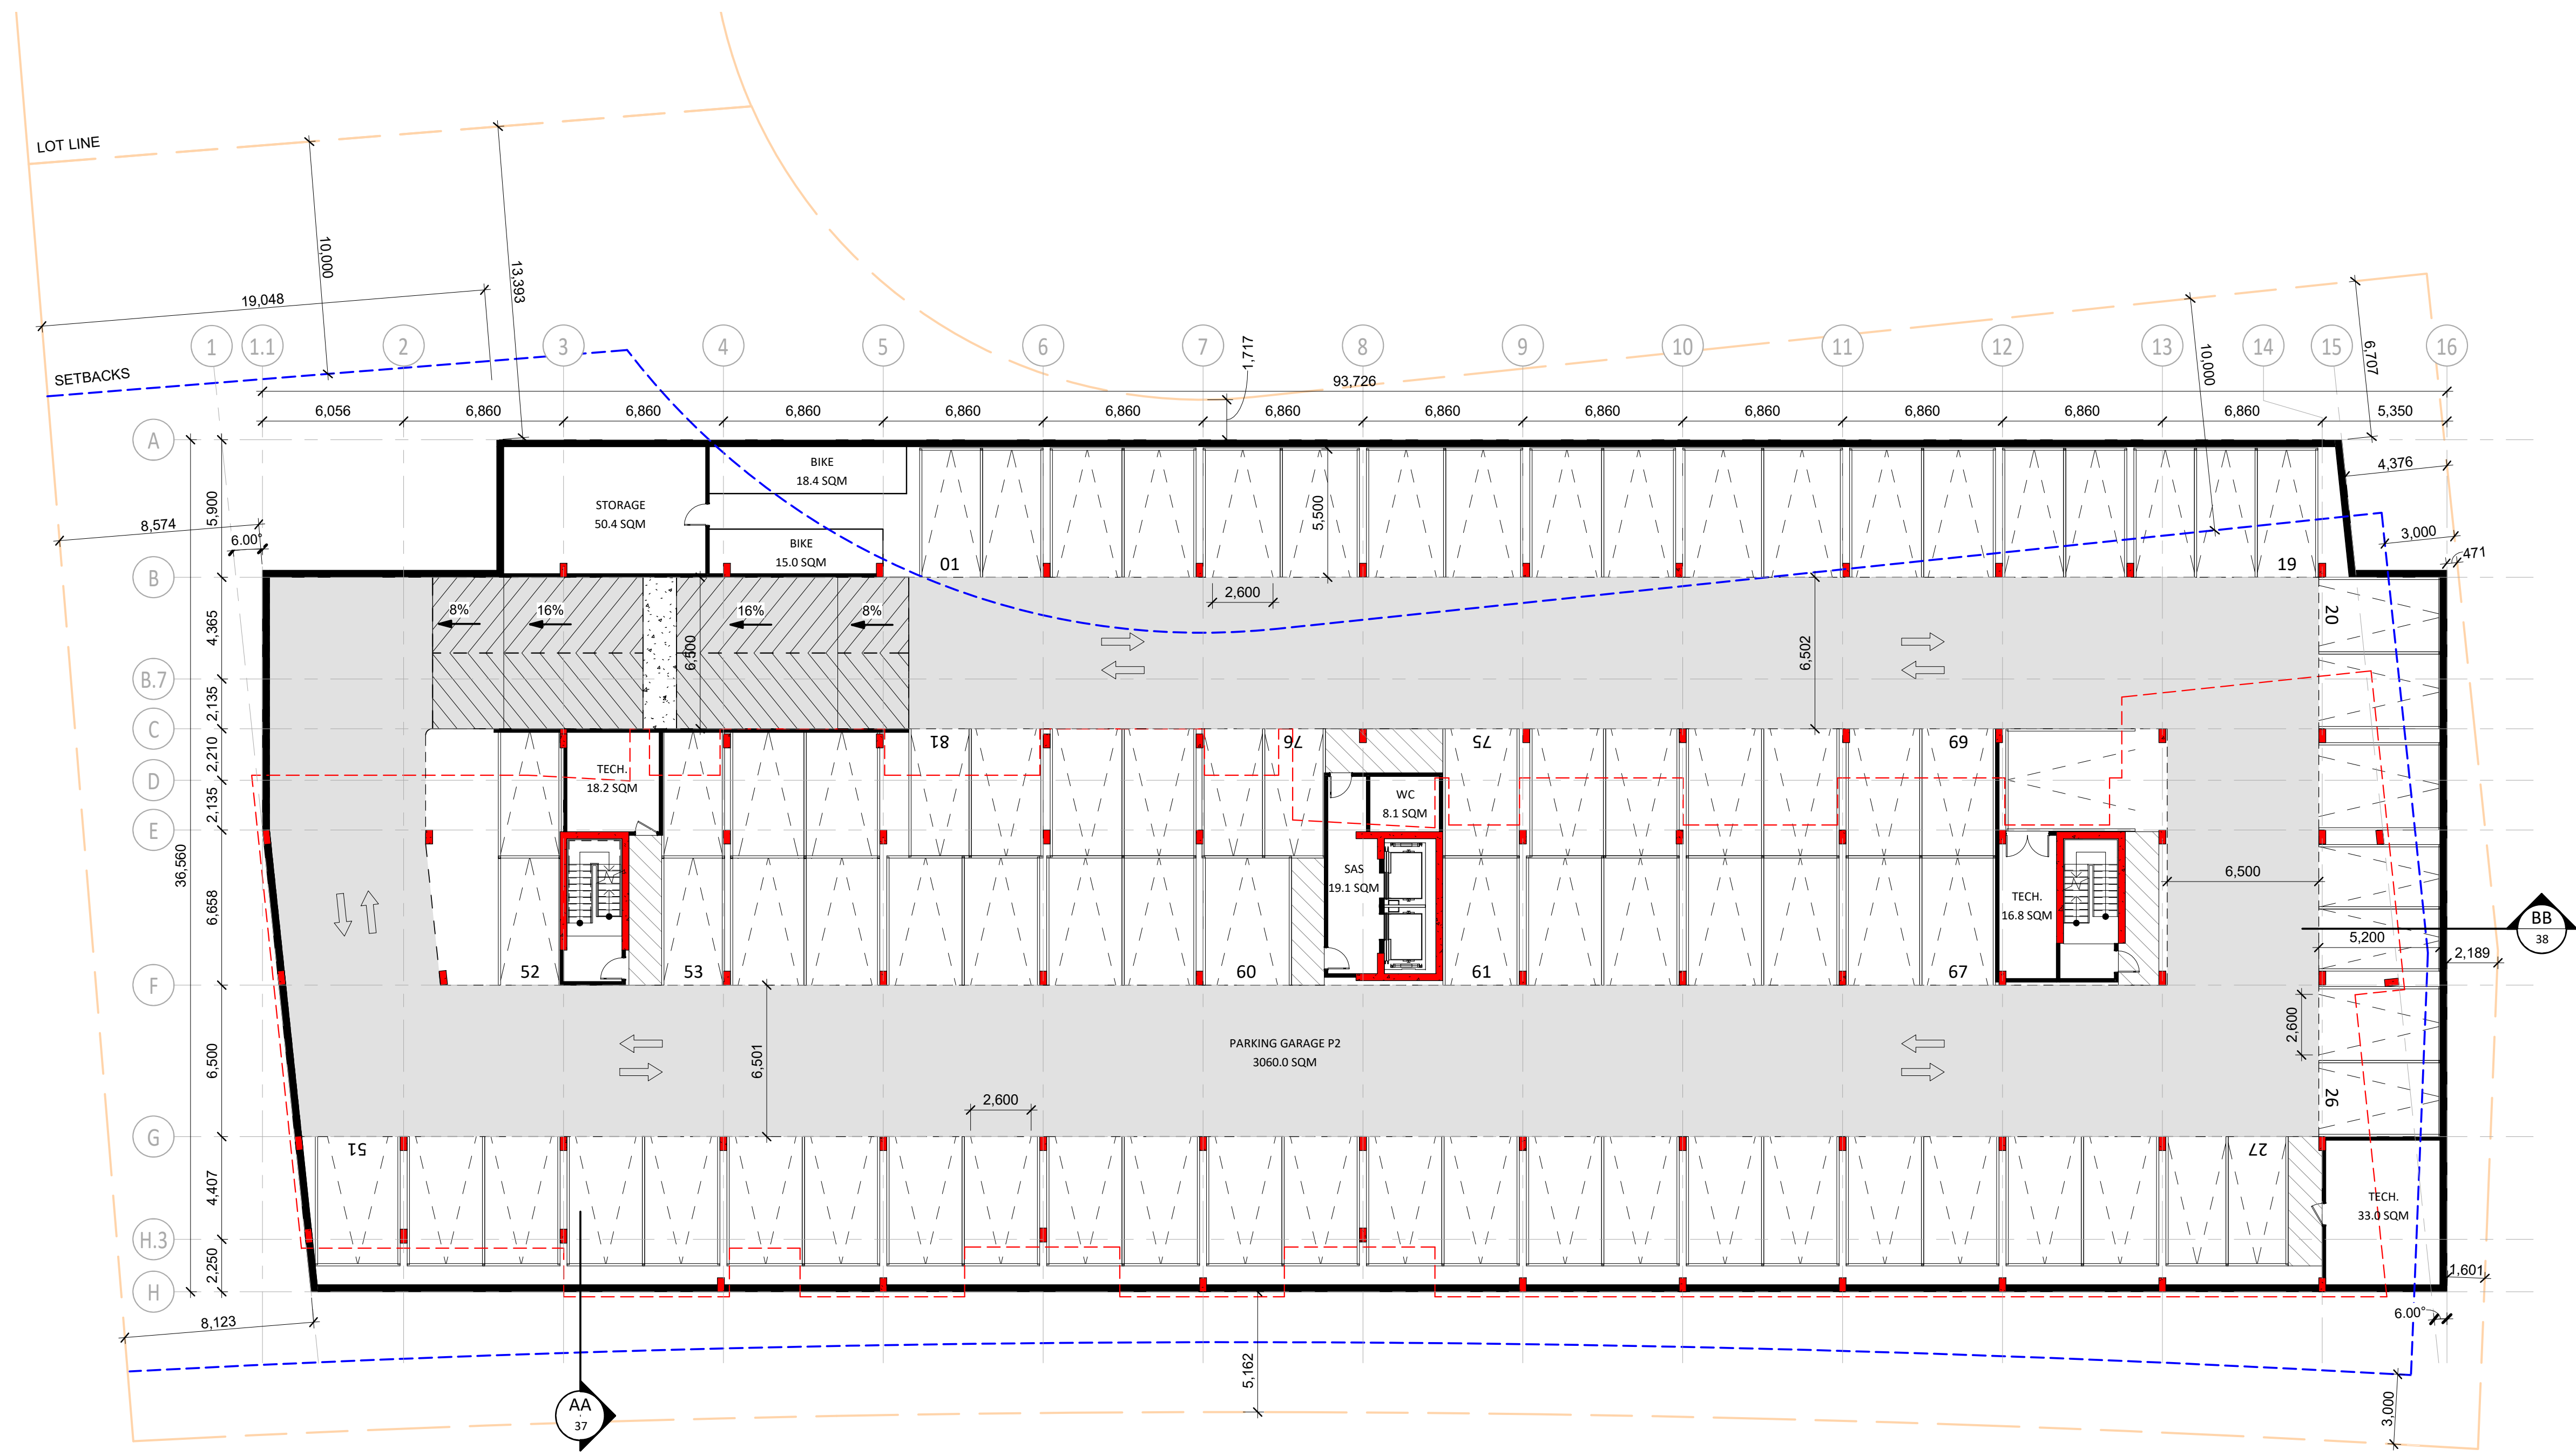 LOT LINE
10,000
13,393
19,048
SETBACKS
1
1.1
2
3
4
5
6
7
8
9
10
11
12
13
14
15
16
1,717
10,000
6,707
93,726
6,056
6,860
6,860
6,860
6,860
6,860
6,860
6,860
6,860
6,860
6,860
6,860
6,860
5,350
A
B
B.7
C
D
E
F
G
H.3
H
36,560
5,900
4,365
2,135
2,210
2,135
6,658
6,500
4,407
2,250
8,574
6.00°
4,376
3,000
471
STORAGE
50.4 SQM
BIKE
18.4 SQM
BIKE
15.0 SQM
5,500
01
19
2,600
20
8%
16%
16%
8%
6,500
6,502
TECH.
18.2 SQM
81
76
75
69
WC
8.1 SQM
SAS
19.1 SQM
TECH.
16.8 SQM
6,500
52
53
60
61
67
5,200
2,189
BB
38
2,600
6,501
PARKING GARAGE P2
3060.0 SQM
2,600
26
51
27
TECH.
33.0 SQM
1,601
6.00°
8,123
5,162
AA
37
3,000